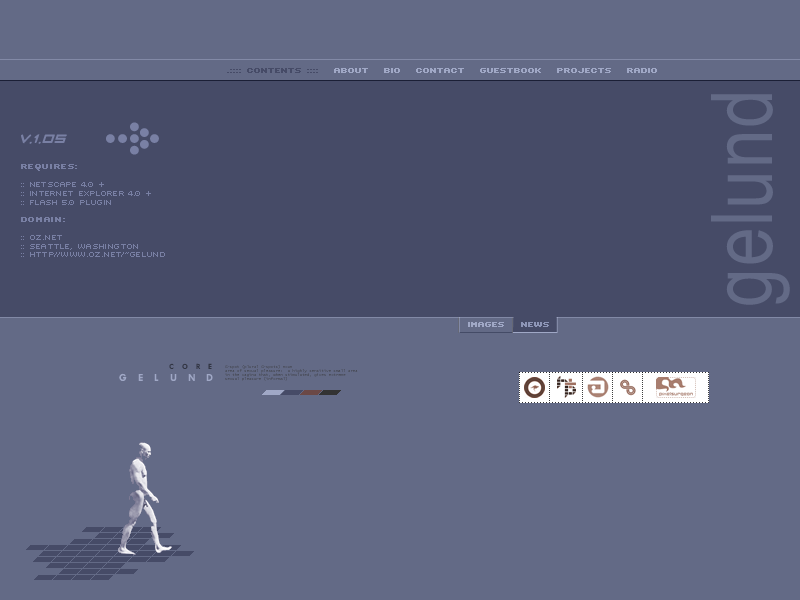 .::::: CONTENTS :::::
ABOUT BIO CONTACT GUESTBOOK PROJECTS RADIO
V.1.05
REQUIRES:
:: NETSCAPE 4.0 +
:: INTERNET EXPLORER 4.0 +
:: FLASH 5.0 PLUGIN
DOMAIN:
:: OZ.NET
:: SEATTLE, WASHINGTON
:: HTTP//WWW.OZ.NET/~GELUND
gelund
IMAGES NEWS
CORE
GELUND